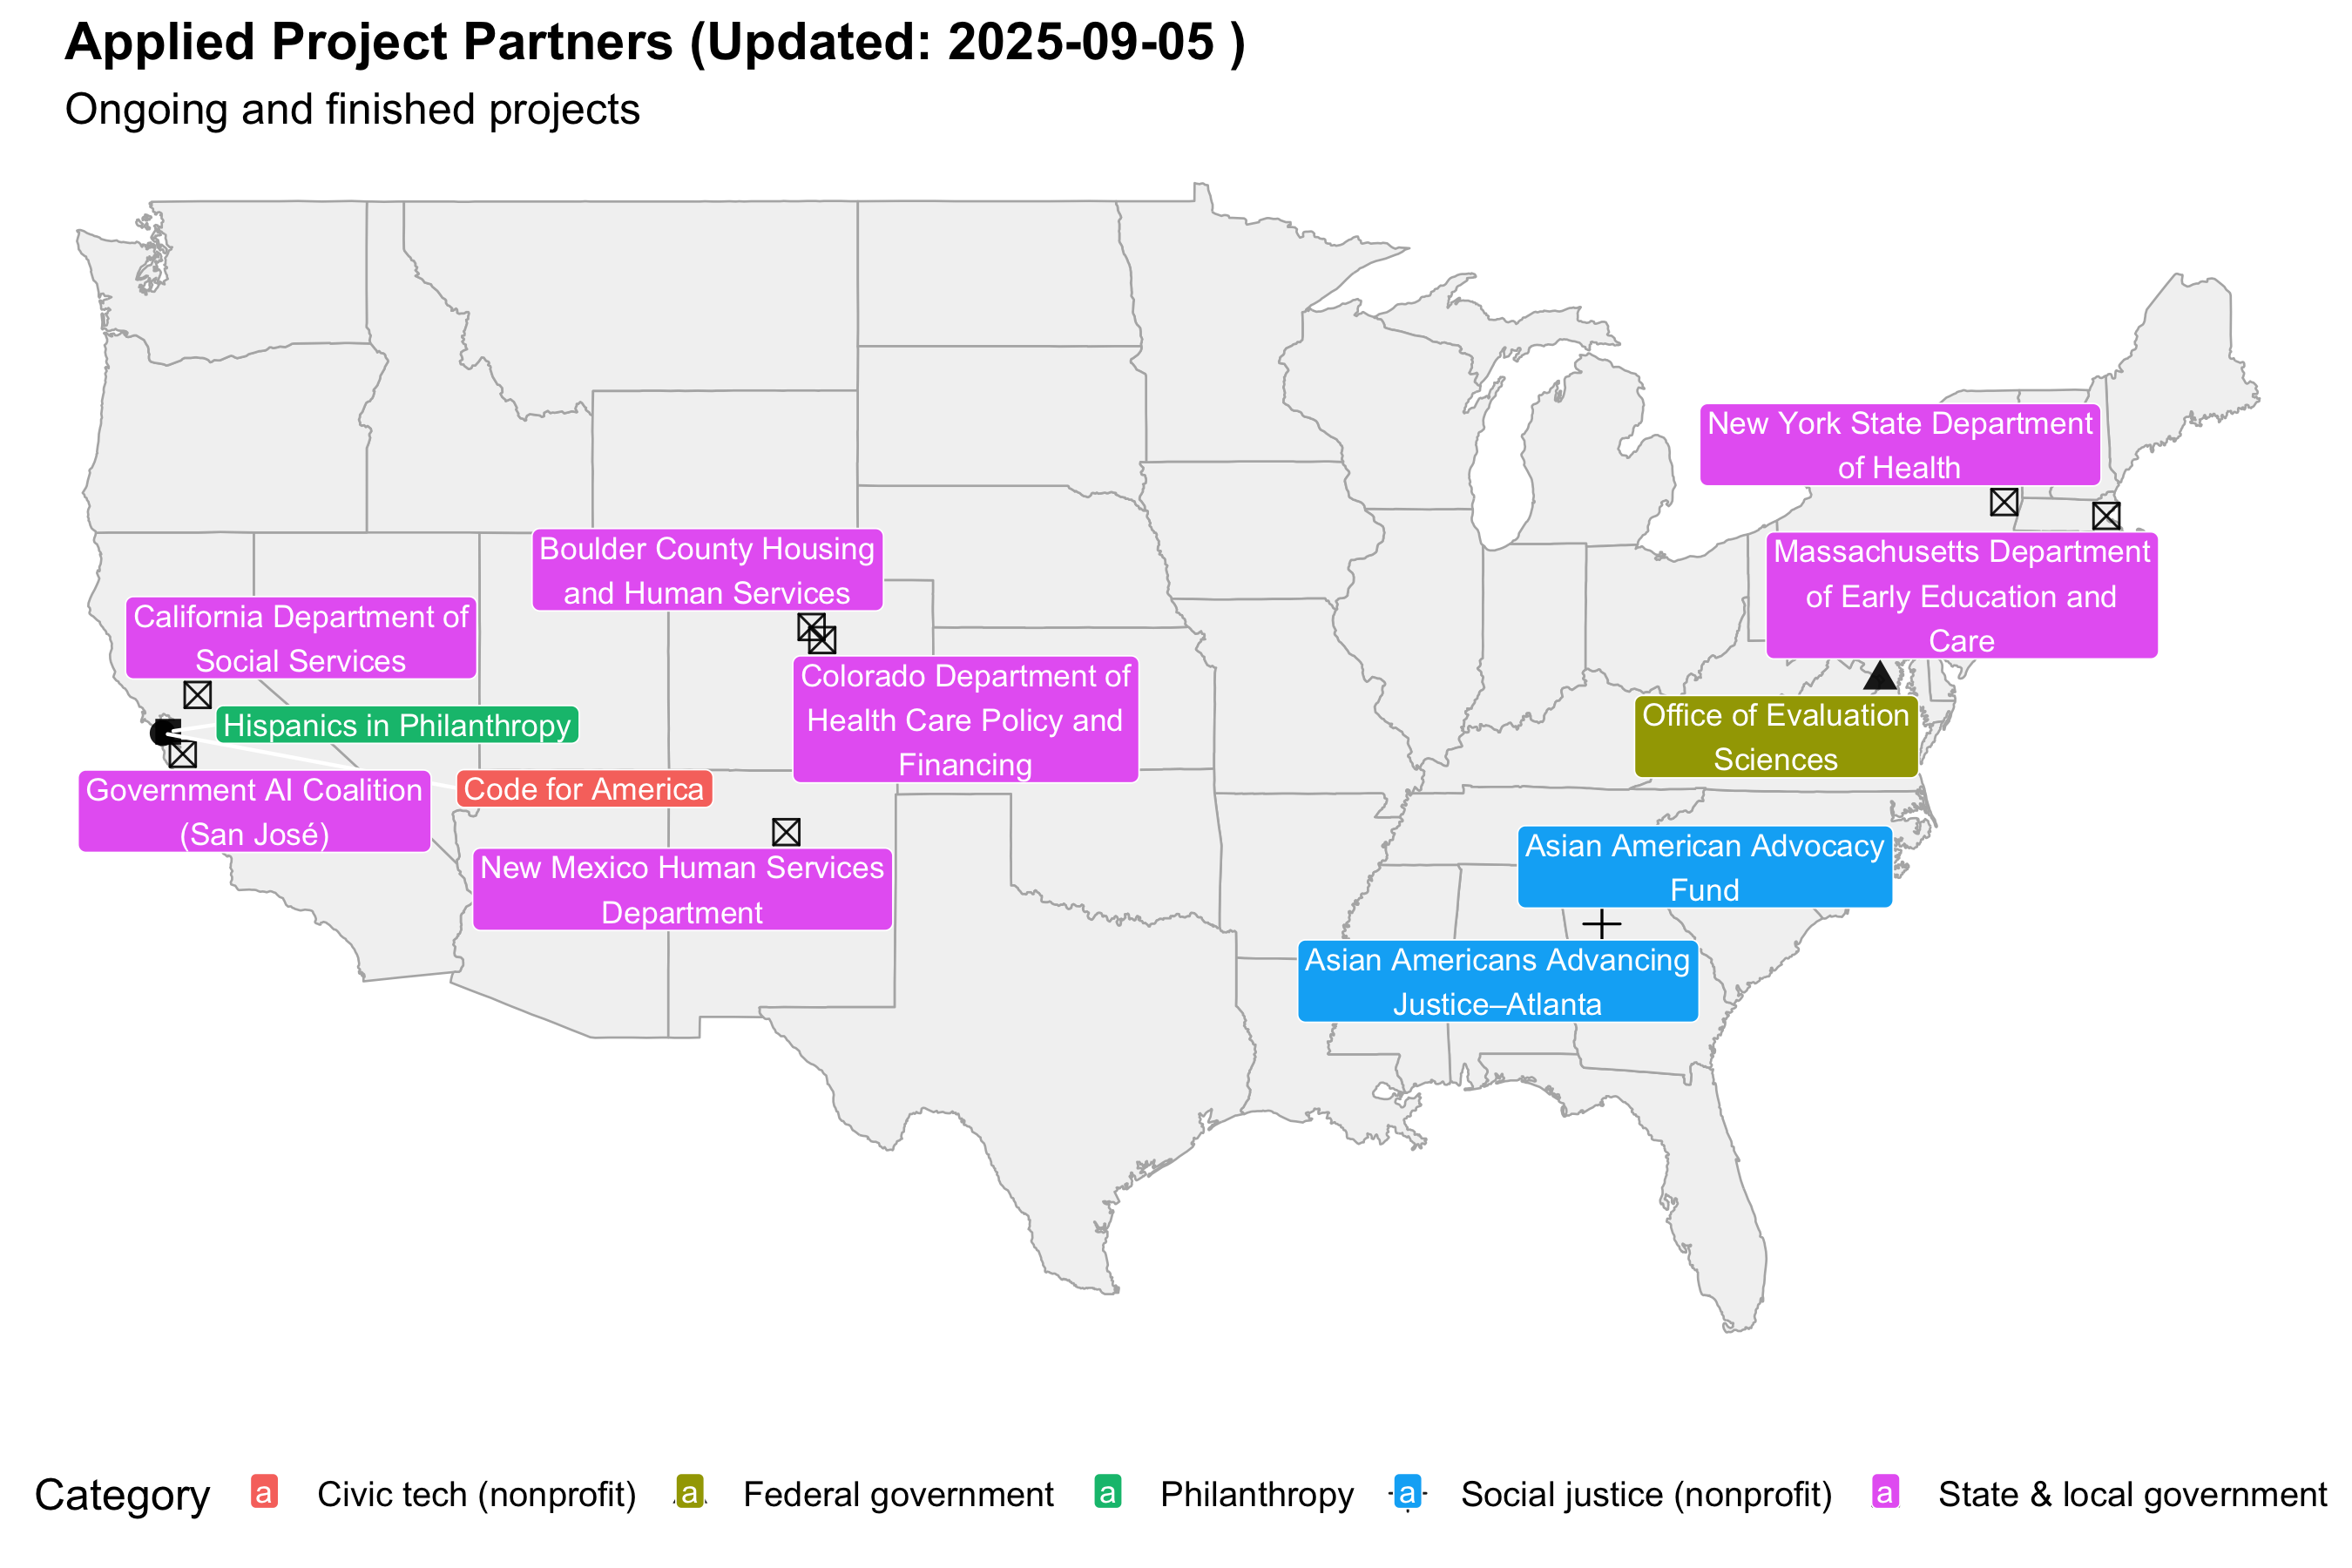 Applied Project Partners (Updated: 2025-09-05 )
Ongoing and finished projects
New York State Department
of Health
Massachusetts Department
of Early Education and
Care
Boulder County Housing
and Human Services
California Department of
Social Services
Colorado Department of
Health Care Policy and
Financing
Hispanics in Philanthropy
Office of Evaluation
Sciences
Code for America
Government AI Coalition
(San José)
New Mexico Human Services
Department
Asian American Advocacy
Fund
Asian Americans Advancing
Justice–Atlanta
Category
a Civic tech (nonprofit)
a Federal government
a Philanthropy
a Social justice (nonprofit)
a State & local government